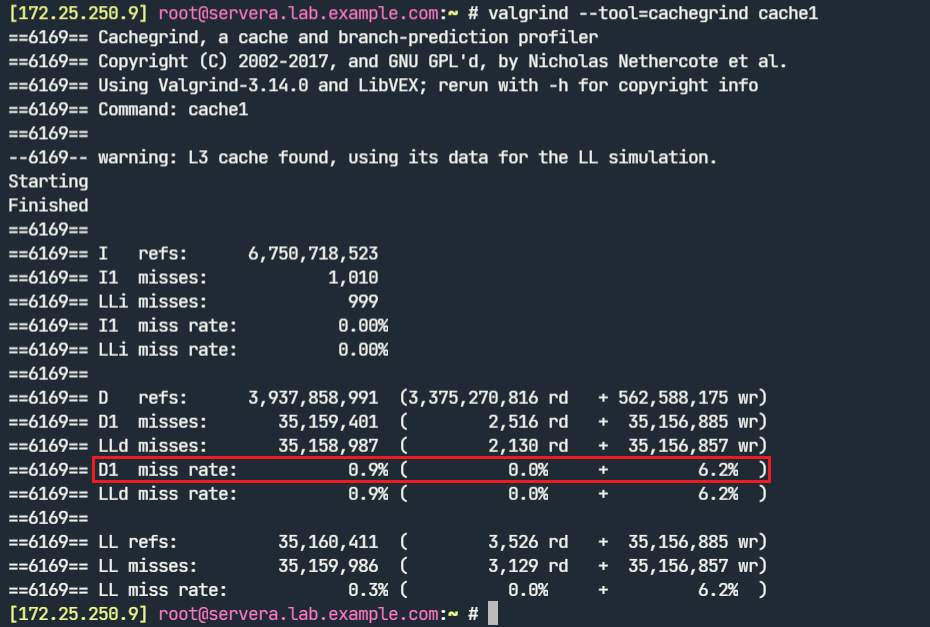 [172.25.250.9] root@servera.lab.example.com:~ # valgrind --tool=cachegrind cache1
==6169== Cachegrind, a cache and branch-prediction profiler
==6169== Copyright (C) 2002-2017, and GNU GPL'd, by Nicholas Nethercote et al.
==6169== Using Valgrind-3.14.0 and LibVEX; rerun with -h for copyright info
==6169== Command: cache1
==6169==
--6169-- warning: L3 cache found, using its data for the LL simulation.
Starting
Finished
==6169==
==6169== I   refs:      6,750,718,523
==6169== I1  misses:            1,010
==6169== LLi misses:              999
==6169== I1  miss rate:          0.00%
==6169== LLi miss rate:          0.00%
==6169==
==6169== D   refs:      3,937,858,991  (3,375,270,816 rd   + 562,588,175 wr)
==6169== D1  misses:       35,159,401  (        2,516 rd   +  35,156,885 wr)
==6169== LLd misses:       35,158,987  (        2,130 rd   +  35,156,857 wr)
==6169== D1  miss rate:           0.9% (          0.0%     +         6.2%  )
==6169== LLd miss rate:           0.9% (          0.0%     +         6.2%  )
==6169==
==6169== LL refs:          35,160,411  (        3,526 rd   +  35,156,885 wr)
==6169== LL misses:        35,159,986  (        3,129 rd   +  35,156,857 wr)
==6169== LL miss rate:            0.3% (          0.0%     +         6.2%  )
[172.25.250.9] root@servera.lab.example.com:~ #